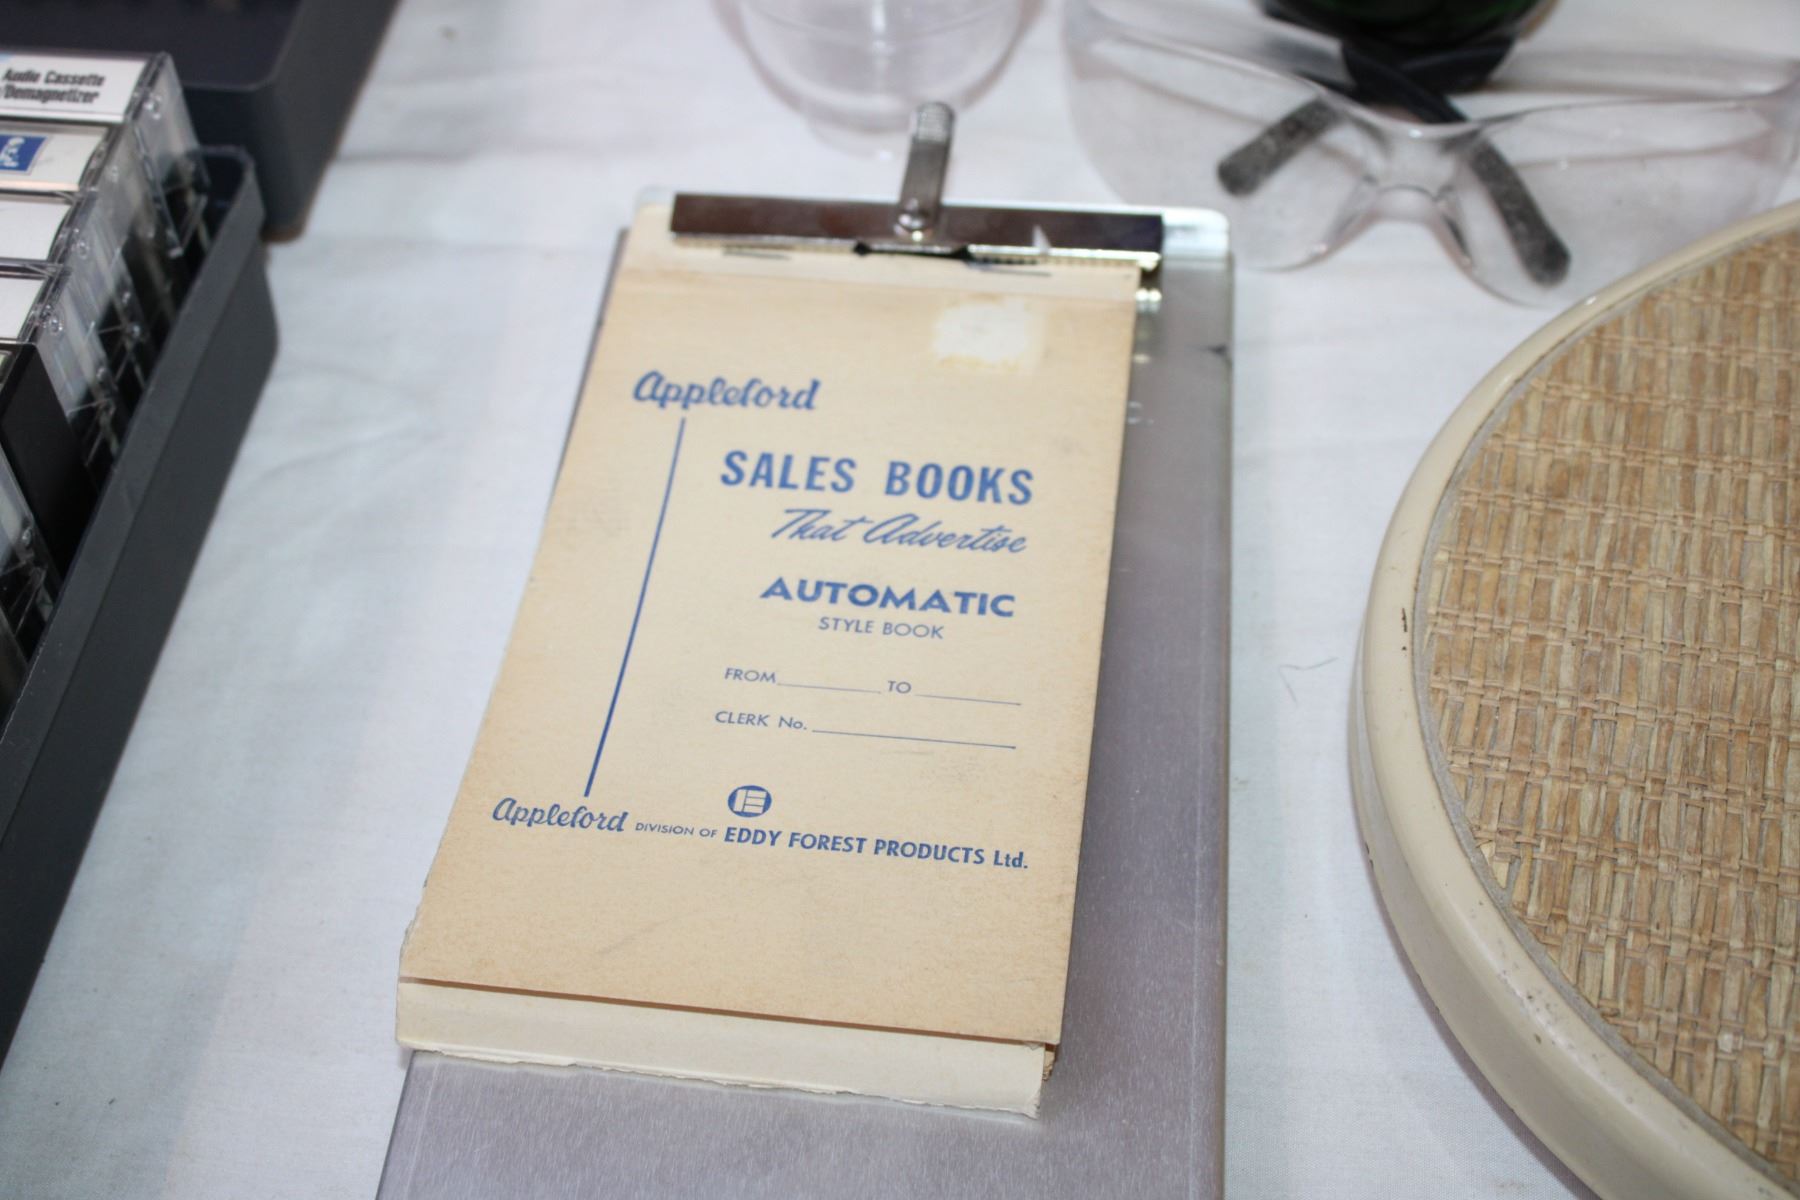 Audio Cassette
/Demagnetizer
Appleford
SALES BOOKS
That Advertise
AUTOMATIC
STYLE BOOK
FROM TO
CLERK No.
E
Appleford DIVISION OF EDDY FOREST PRODUCTS Ltd.